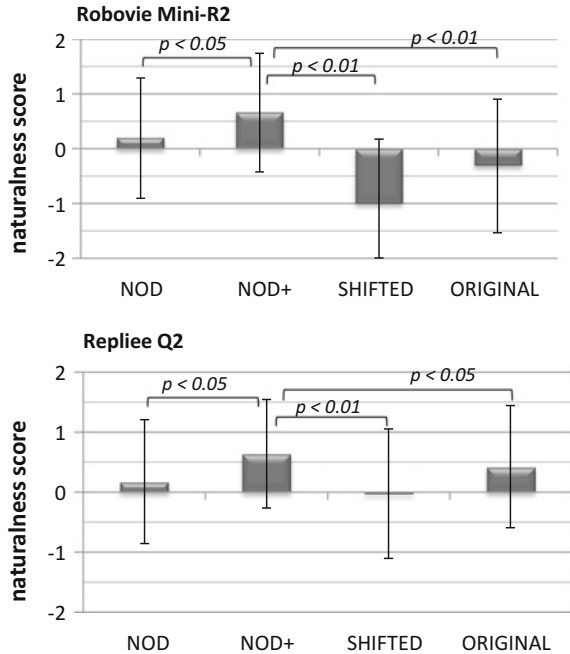 Robovie Mini-R2
naturalness score
2
1
0
-1
-2
p < 0.05
p < 0.01
p < 0.01
NOD
NOD+
SHIFTED
ORIGINAL
Repliee Q2
naturalness score
2
1
0
-1
-2
p < 0.05
p < 0.01
p < 0.05
NOD
NOD+
SHIFTED
ORIGINAL